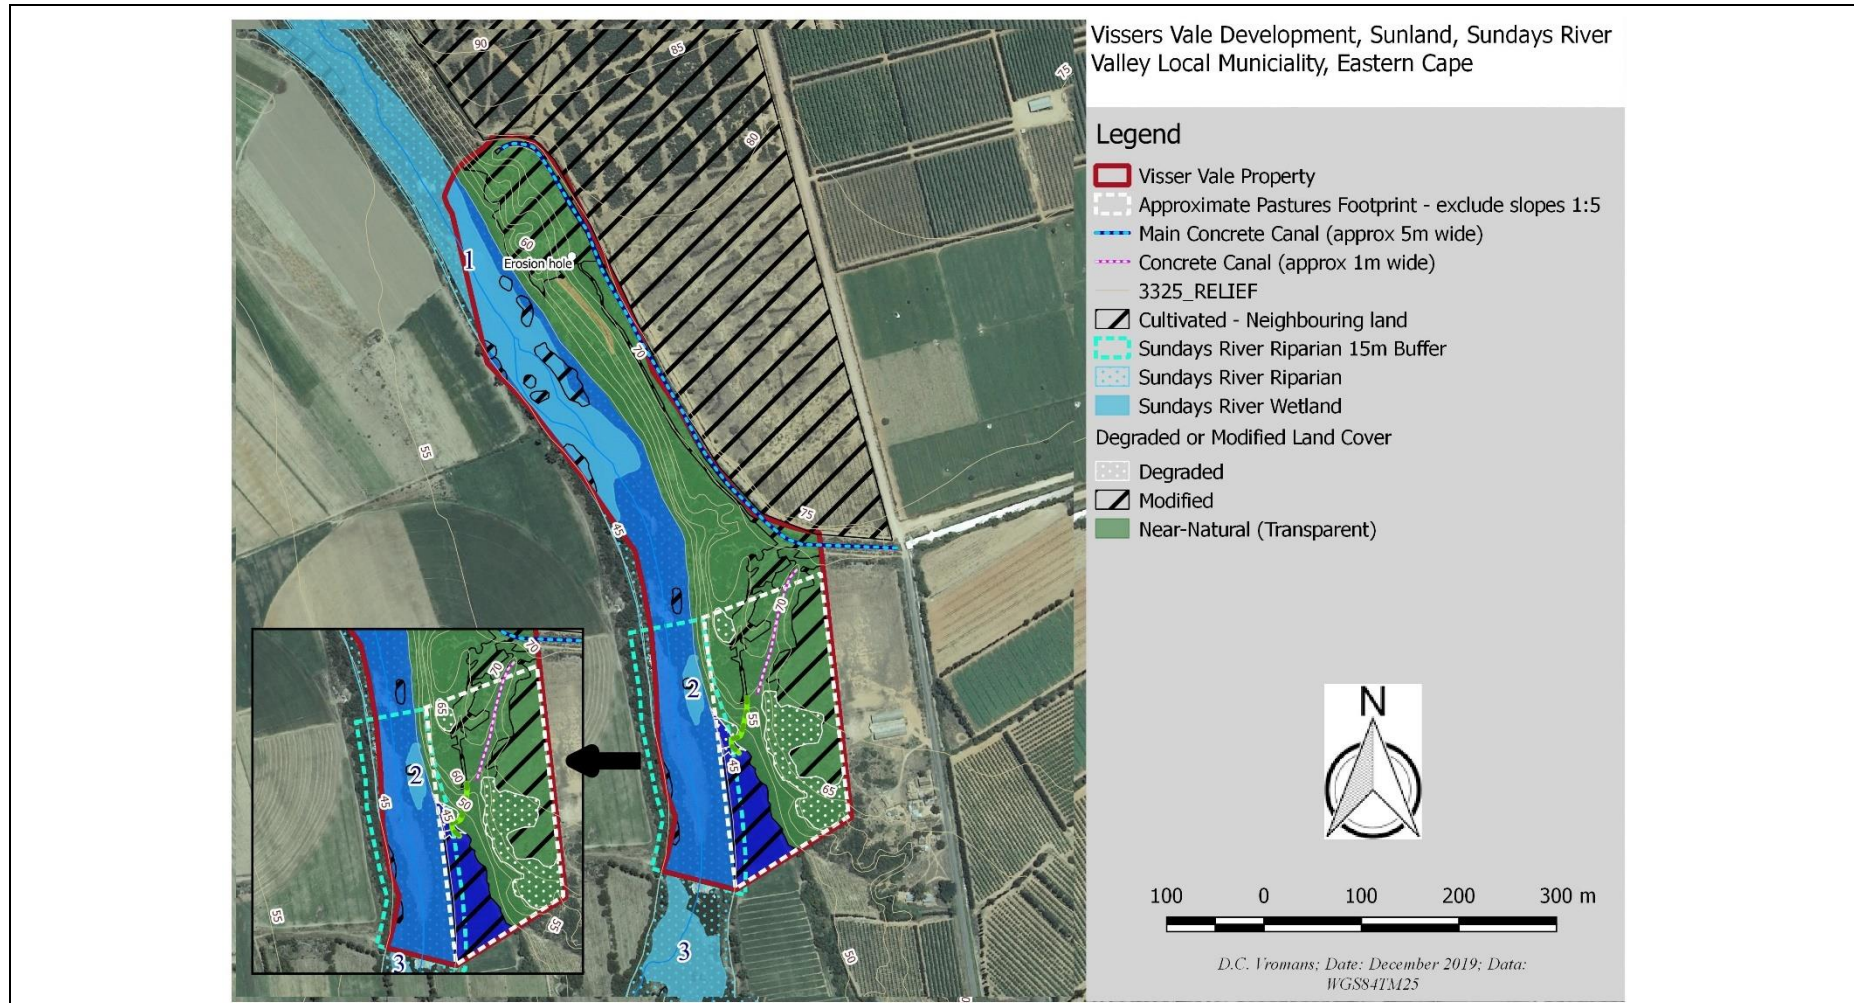 Vissers Vale Development, Sunland, Sundays River
Valley Local Municiality, Eastern Cape
Legend
Visser Vale Property
Approximate Pastures Footprint - exclude slopes 1:5
Main Concrete Canal (approx 5m wide)
Concrete Canal (approx 1m wide)
3325_RELIEF
Cultivated - Neighbouring land
Sundays River Riparian 15m Buffer
Sundays River Riparian
Sundays River Wetland
Degraded or Modified Land Cover
Degraded
Modified
Near-Natural (Transparent)
N
100 0 100 200 300 m
D.C. Vromans; Date: December 2019; Data:
WGS84TM25
90
85
75
80
60
1
Erosion hole
70
55
45
75
70
2
55
45
65
3
50
70
70
65
2
60
45
50
45
55
55
3